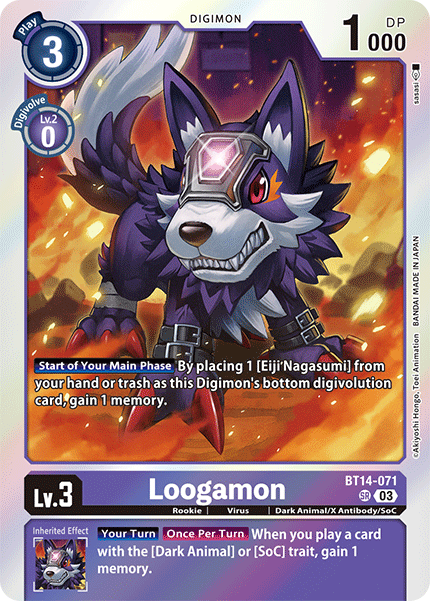 DIGIMON
Play
3
DP
1000
Digivolve
Lv.2
0
sasasi
©Akiyoshi Hongo, Toei Animation BANDAI MADE IN JAPAN
Start of Your Main Phase By placing 1 [Eiji Nagasumi] from
your hand or trash as this Digimon's bottom digivolution
card, gain 1 memory.
BT14-071
Lv.3
Loogamon
SR 03
Rookie | Virus | Dark Animal/X Antibody/SoC
Inherited Effect
Your Turn Once Per Turn When you play a card
with the [Dark Animal] or [SoC] trait, gain 1
memory.